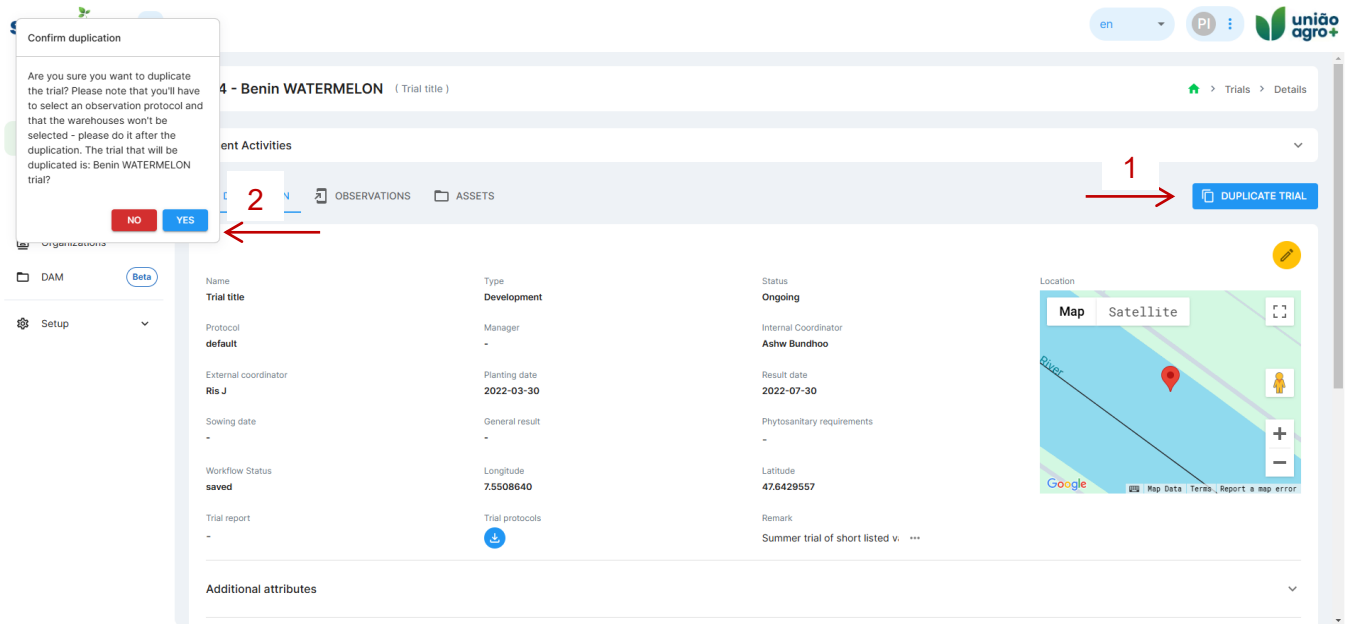 Confirm duplication
Are you sure you want to duplicate
the trial? Please note that you'll have
to select an observation protocol and
that the warehouses won't be
selected - please do it after the
duplication. The trial that will be
duplicated is: Benin WATERMELON
trial?
NO YES
en
PI
união
agro+
4 - Benin WATERMELON ( Trial title )
Trials > Details
ent Activities
1
2
OBSERVATIONS
ASSETS
DUPLICATE TRIAL
Organizations
DAM Beta
Setup
Name
Trial title
Type
Development
Status
Ongoing
Location
Protocol
default
Manager
-
Internal Coordinator
Ashw Bundhoo
External coordinator
Ris J
Planting date
2022-03-30
Result date
2022-07-30
Sowing date
-
General result
-
Phytosanitary requirements
-
Workflow Status
saved
Longitude
7.5508640
Latitude
47.6429557
Trial report
-
Trial protocols
Remark
Summer trial of short listed v
Map Satellite
River
Google
Map Data Terms Report a map error
Additional attributes